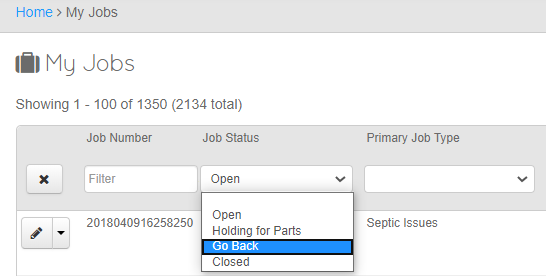 Home > My Jobs
My Jobs
Showing 1 - 100 of 1350 (2134 total)
Job Number Job Status Primary Job Type
Filter Open
2018040916258250 Septic Issues
Open
Holding for Parts
Go Back
Closed